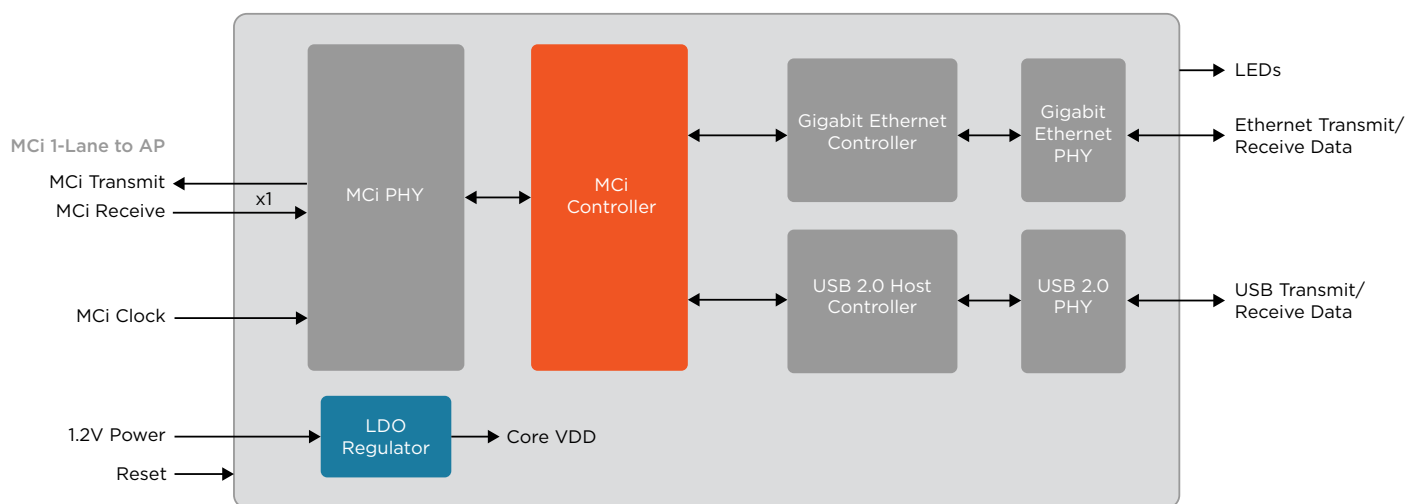 MCi 1-Lane to AP
MCi Transmit
MCi Receive
x1
MCi Clock
1.2V Power
Reset
MCi PHY
MCi
Controller
LDO
Regulator
Core VDD
Gigabit Ethernet
Controller
Gigabit
Ethernet
PHY
USB 2.0 Host
Controller
USB 2.0
PHY
LEDs
Ethernet Transmit/
Receive Data
USB Transmit/
Receive Data